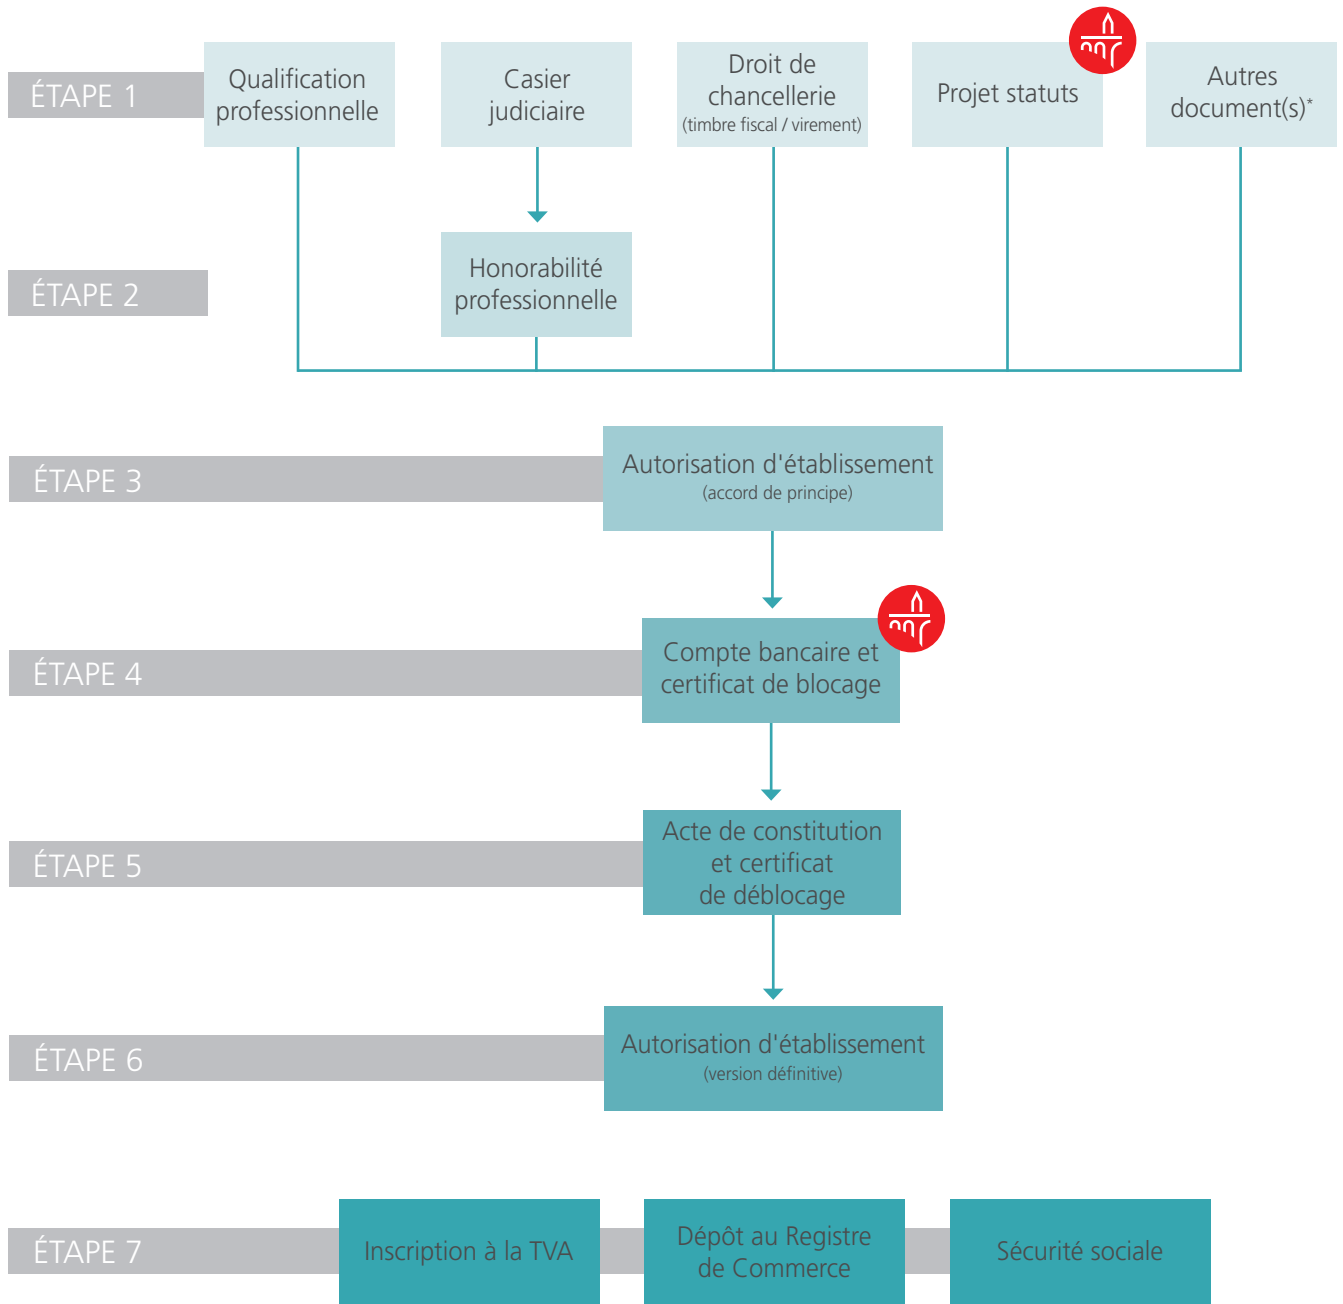 ÉTAPE 1
Qualification
professionnelle
Casier
judiciaire
Droit de
chancellerie
(timbre fiscal / virement)
Projet statuts
Autres
document(s)*
ÉTAPE 2
Honorabilité
professionnelle
ÉTAPE 3
Autorisation d'établissement
(accord de principe)
ÉTAPE 4
Compte bancaire et
certificat de blocage
ÉTAPE 5
Acte de constitution
et certificat
de déblocage
ÉTAPE 6
Autorisation d'établissement
(version définitive)
ÉTAPE 7
Inscription à la TVA
Dépôt au Registre
de Commerce
Sécurité sociale